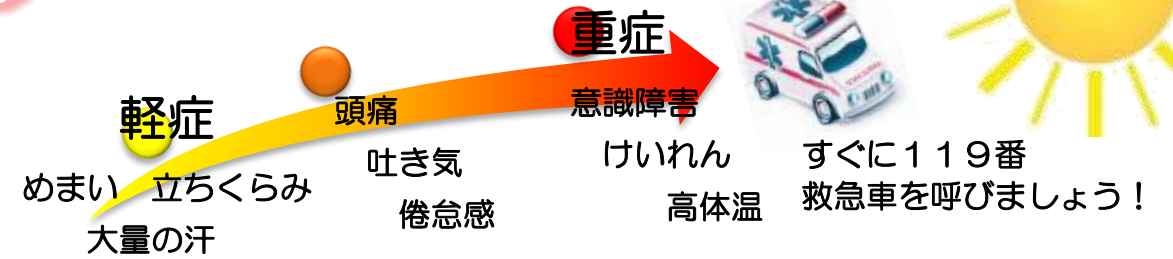 軽症
めまい　立ちくらみ
大量の汗
頭痛
吐き気
倦怠感
重症
意識障害
けいれん
高体温
すぐに１１９番
救急車を呼びましょう！